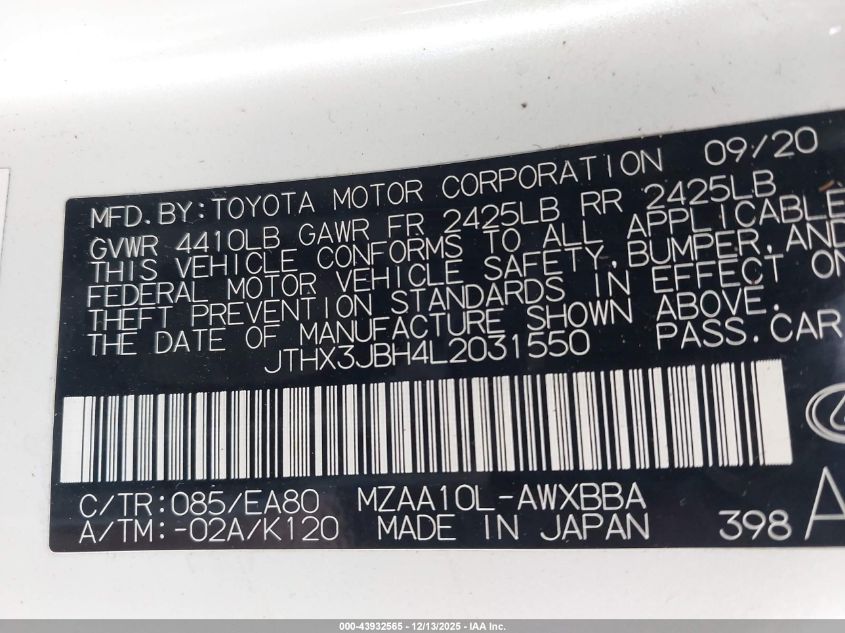 MFD. BY: TOYOTA MOTOR CORPORATION 09/20
GVWR 4410LB GAWR FR 2425LB RR 2425LB
THIS VEHICLE CONFORMS TO ALL APPLICABLE
FEDERAL MOTOR VEHICLE SAFETY, BUMPER, AND
THEFT PREVENTION STANDARDS IN EFFECT ON
THE DATE OF MANUFACTURE SHOWN ABOVE.
JTHX3JBH4L2031550 PASS. CAR
C/TR: 085/EA80 MZAA10L-AWXBBA
A/TM: -02A/K120 MADE IN JAPAN 398 A
000-43932565 - 12/13/2025 - IAA Inc.